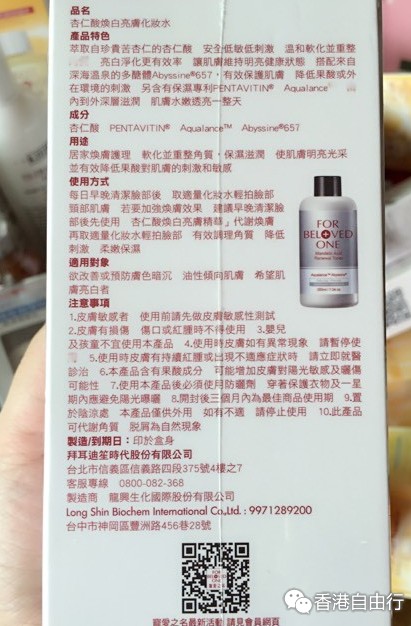 品名
杏仁酸煥白亮膚化妝水
產品特色
萃取自珍貴苦杏仁的杏仁酸　安全低敏低刺激　溫和軟化並重整
亮白淨化更有效率　讓肌膚維持明亮健康狀態　搭配來自
深海溫泉的多醣體Abyssine®657，有效保護肌膚　降低果酸或外
在環境的刺激　另含有保濕專利PENTAVITIN®　Aqualance
內到外深層滋潤　肌膚水嫩透亮一整天
成分
杏仁酸　PENTAVITIN®　Aqualance™　Abyssine®657
用途
居家煥膚護理　軟化並重整角質，保濕滋潤　使肌膚明亮光采
並有效降低果酸對肌膚的刺激和敏感
使用方式
每日早晚清潔臉部後　取適量化妝水輕拍臉部
頸部肌膚　若要加強煥膚效果　建議早晚清潔臉
部後先使用　杏仁酸煥白亮膚精華　代謝煥膚
再取適量化妝水輕拍臉部　有效調理角質　降低
刺激　柔嫩保濕
適用對象
欲改善或預防膚色暗沉　油性傾向肌膚　希望肌
膚亮白者
注意事項
1.皮膚敏感者　使用前請先做皮膚敏感性測試
2.皮膚有損傷　傷口或紅腫時不得使用　3.嬰兒
及孩童不宜使用本產品　4.使用時皮膚如有異常現象　請暫停使
5.使用時皮膚有持續紅腫或出現不適應症狀時　請立即就醫
診治　6.本產品含有果酸成分　可能增加皮膚對陽光敏感及曬傷
可能性　7.使用本產品後必須使用防曬劑　穿著保護衣物及一星
期內應避免陽光曝曬　8.開封後三個月內為最佳商品使用期　9.置
於陰涼處　本產品僅供外用　如有不適　請停止使用　10.此產品
可代謝角質　脫屑為自然現象
製造/到期日：印於盒身
拜耳迪笙時代股份有限公司
台北市信義區信義路四段375號4樓之7
客服專線　0800-082-368
製造商　龍興生化國際股份有限公司
Long Shin Biochem International Co.,Ltd.：9971289200
台中市神岡區豐洲路456巷28號
FOR
BELOVED
ONE
FOR
BELOVED
ONE
寵愛之名
寵愛之名最新活動 請見會員網頁
香港自由行